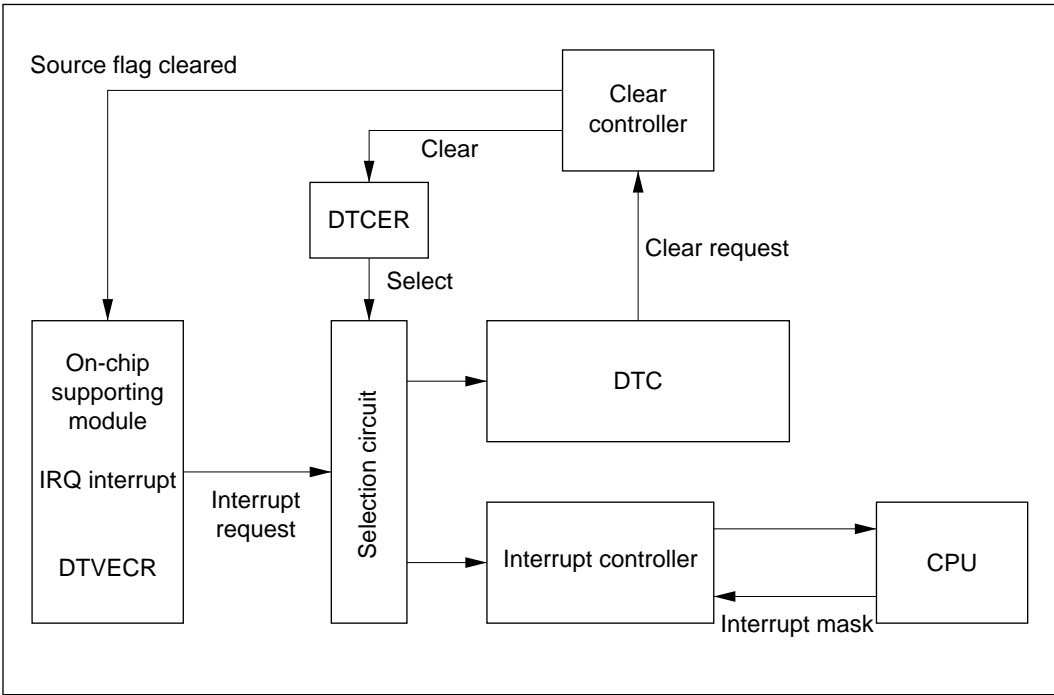 Source flag cleared
Clear
controller
Clear
DTCER
Clear request
Select
On-chip
supporting
module
IRQ interrupt
DTVECR
Interrupt
request
Selection circuit
DTC
Interrupt controller
CPU
Interrupt mask